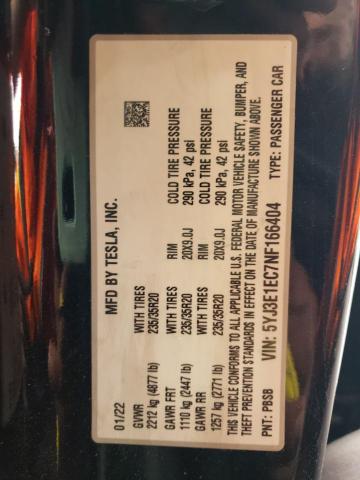 01/22 MFD BY TESLA, INC.
GVWR WITH TIRES RIM COLD TIRE PRESSURE
2212 kg (4877 lb) 235/35R20 20X9.0J 290 kPa, 42 psi
GAWR FRT WITH TIRES RIM COLD TIRE PRESSURE
1110 kg (2447 lb) 235/35R20 20X9.0J 290 kPa, 42 psi
GAWR RR
1257 kg (2771 lb)
THIS VEHICLE CONFORMS TO ALL APPLICABLE U.S. FEDERAL MOTOR VEHICLE SAFETY, BUMPER, AND
THEFT PREVENTION STANDARDS IN EFFECT ON THE DATE OF MANUFACTURE SHOWN ABOVE.
VIN: 5YJ3E1EC7NF166404
PNT: PBSB TYPE: PASSENGER CAR